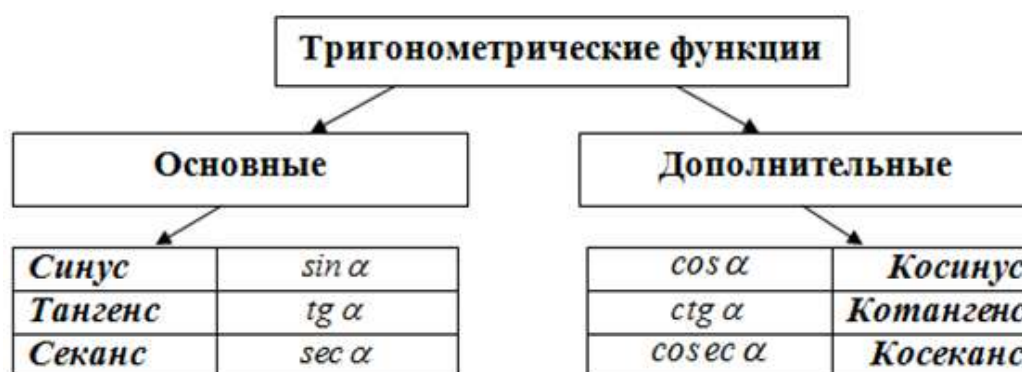 Тригонометрические функции
Основные
Дополнительные
Синус sin α
Тангенс tg α
Секанс sec α
cos α Косинус
ctg α Котангенс
cosec α Косеканс